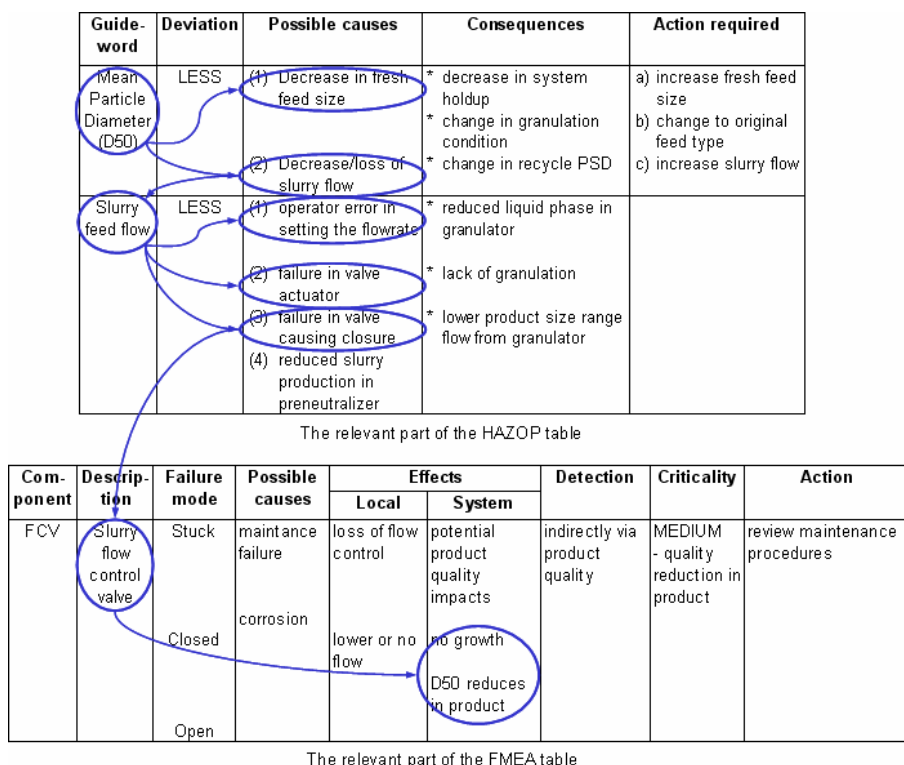 Guide-
word
Deviation
Possible causes
Consequences
Action required
Mean
Particle
Diameter
(D50)
LESS
(1) Decrease in fresh
feed size
(2) Decrease/loss of
slurry flow
* decrease in system
holdup
* change in granulation
condition
* change in recycle PSD
a) increase fresh feed
size
b) change to original
feed type
c) increase slurry flow
Slurry
feed flow
LESS
(1) operator error in
setting the flowrats
(2) failure in valve
actuator
(3) failure in valve
causing closure
(4) reduced slurry
production in
preneutralizer
* reduced liquid phase in
granulator
* lack of granulation
* lower product size range
flow from granulator
The relevant part of the HAZOP table
Com-
ponent
Descrip-
tion
Failure
mode
Possible
causes
Effects
Local
System
Detection
Criticality
Action
FCV
Slurry
flow
control
valve
Stuck
maintance
failure
loss of flow
control
potential
product
quality
impacts
indirectly via
product
quality
MEDIUM
- quality
reduction in
product
review maintenance
procedures
corrosion
Closed
lower or no
flow
no growth
D50 reduces
in product
Open
The relevant part of the FMEA table